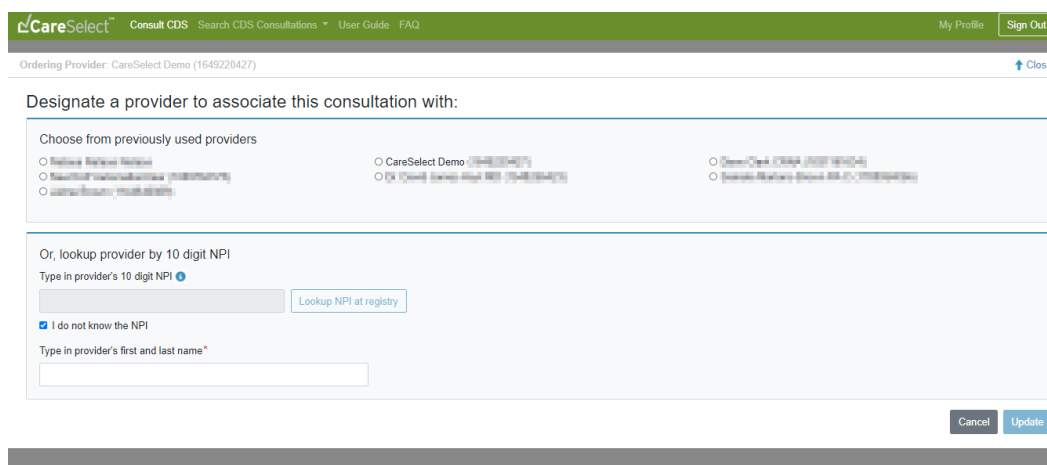 CareSelect™ Consult CDS Search CDS Consultations User Guide FAQ My Profile Sign Out
Ordering Provider: CareSelect Demo (1649220427) Clos
Designate a provider to associate this consultation with:
Choose from previously used providers
CareSelect Demo
Or, lookup provider by 10 digit NPI
Type in provider's 10 digit NPI
Lookup NPI at registry
I do not know the NPI
Type in provider's first and last name*
Cancel Update